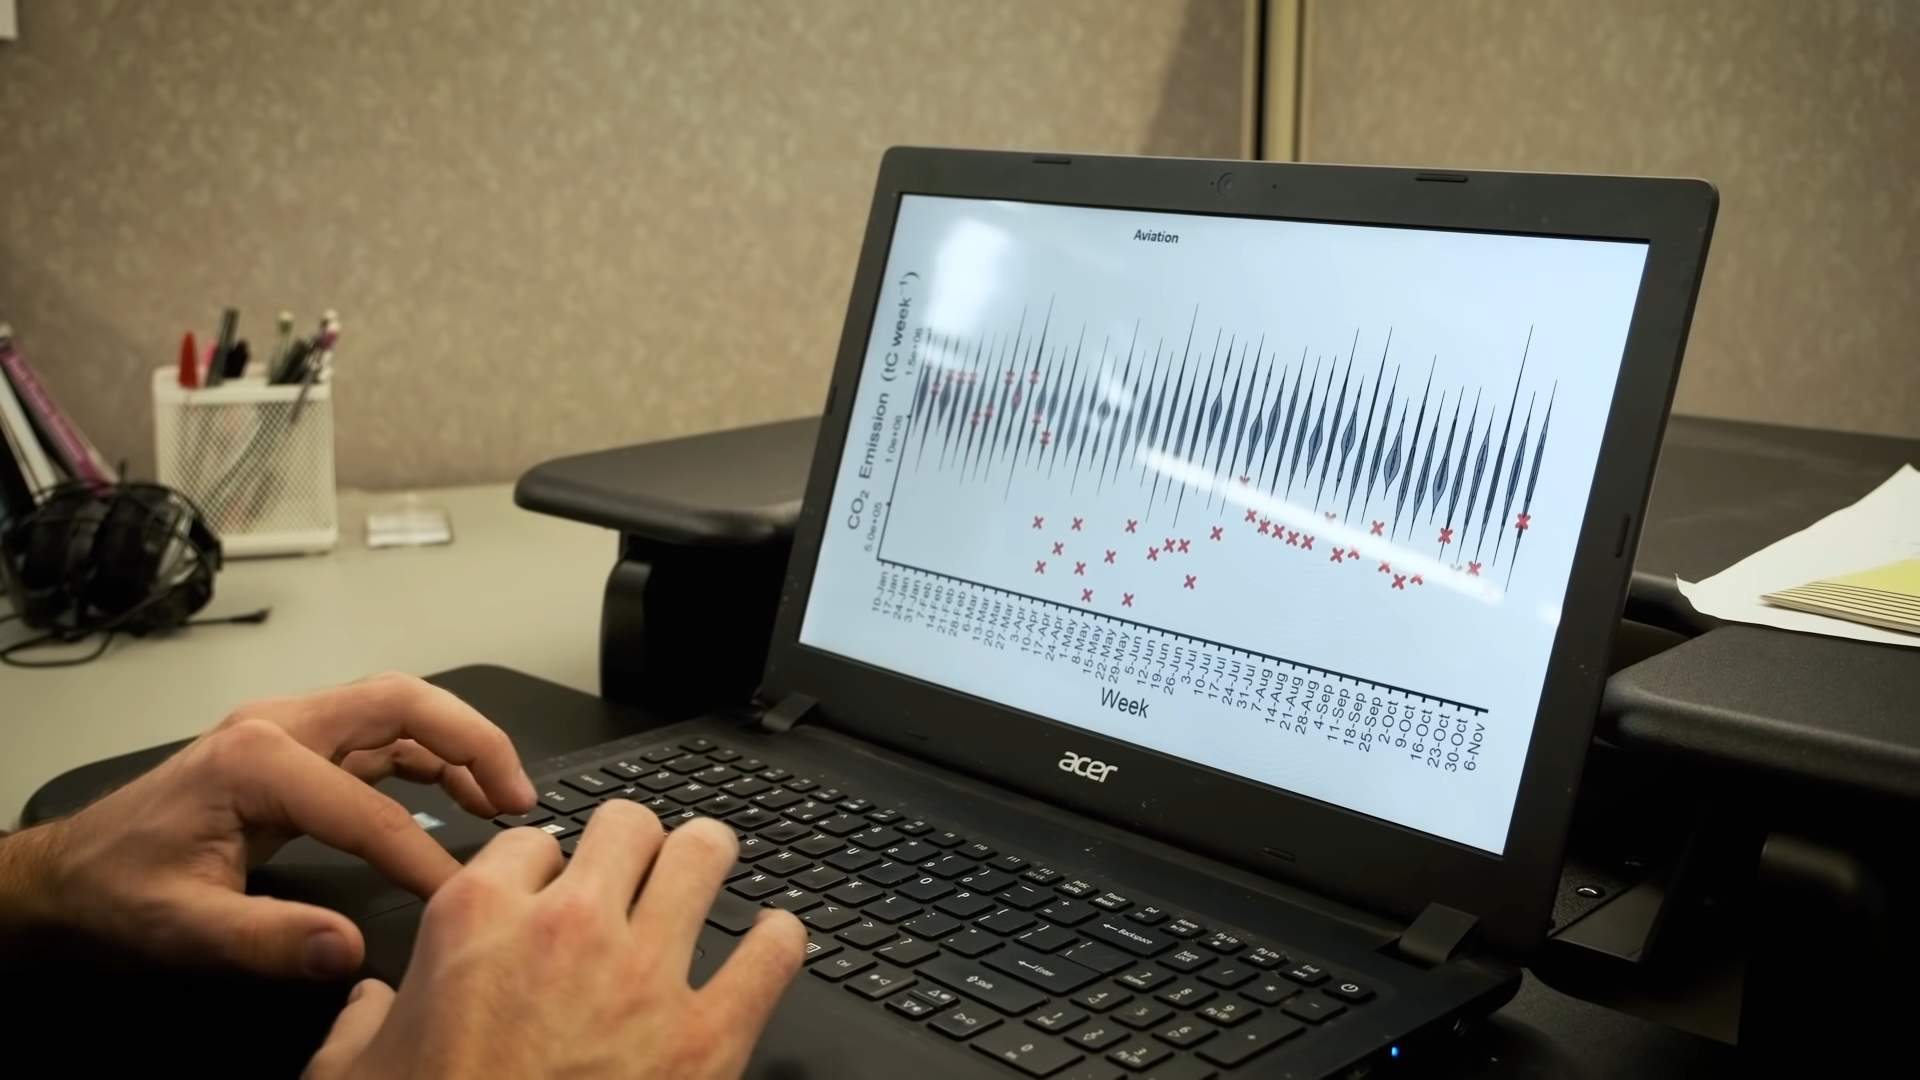 Aviation
CO₂ Emission (tC week⁻¹)
1.5e+06
1.0e+06
5.0e+05
10-Jan
17-Jan
24-Jan
31-Jan
7-Feb
14-Feb
21-Feb
28-Feb
6-Mar
13-Mar
20-Mar
27-Mar
3-Apr
10-Apr
17-Apr
24-Apr
1-May
8-May
15-May
22-May
29-May
5-Jun
12-Jun
19-Jun
26-Jun
3-Jul
10-Jul
17-Jul
24-Jul
31-Jul
7-Aug
14-Aug
21-Aug
28-Aug
4-Sep
11-Sep
18-Sep
25-Sep
2-Oct
9-Oct
16-Oct
23-Oct
30-Oct
6-Nov
Week
acer
Backspace
Enter
Shift